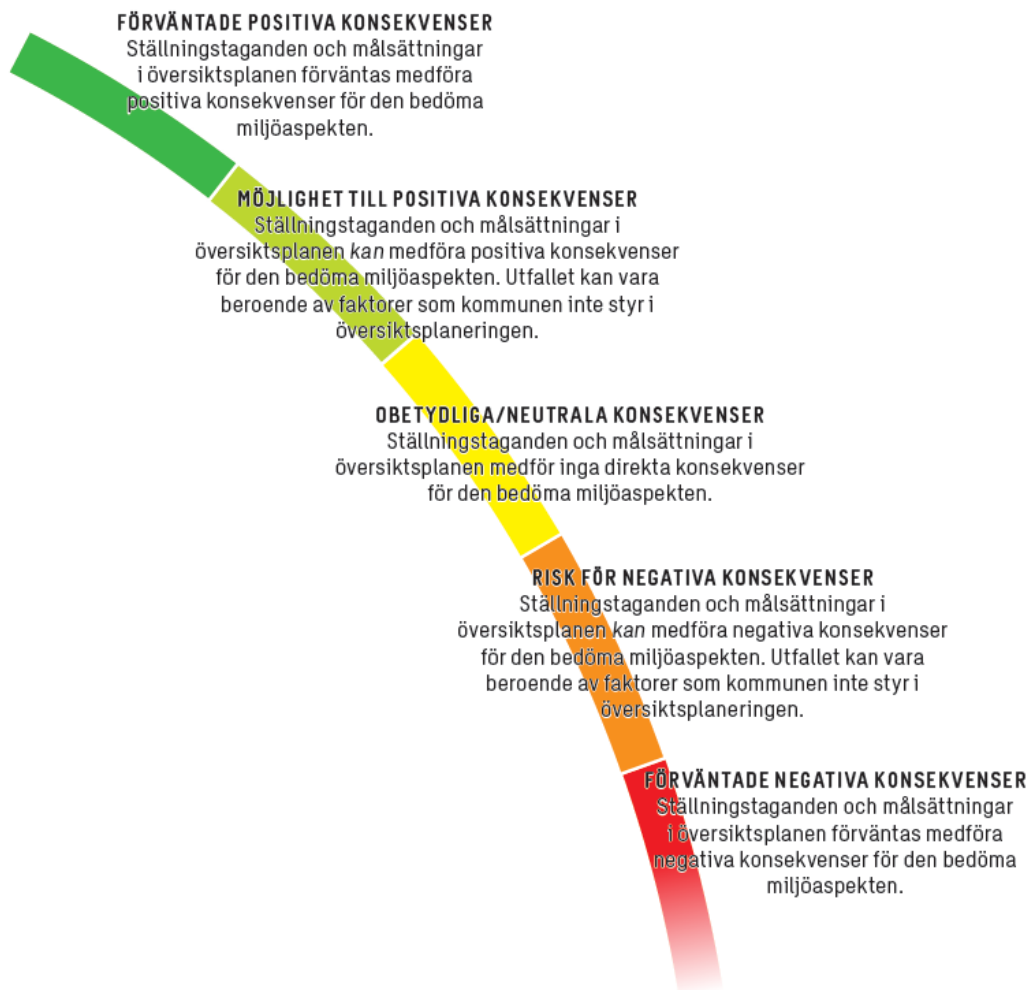 FÖRVÄNTADE POSITIVA KONSEKVENSER
Ställningstaganden och målsättningar
i översiktsplanen förväntas medföra
positiva konsekvenser för den bedöma
miljöaspekten.
MÖJLIGHET TILL POSITIVA KONSEKVENSER
Ställningstaganden och målsättningar i
översiktsplanen kan medföra positiva konsekvenser
för den bedöma miljöaspekten. Utfallet kan vara
beroende av faktorer som kommunen inte styr i
översiktsplaneringen.
OBETYDLIGA/NEUTRALA KONSEKVENSER
Ställningstaganden och målsättningar i
översiktsplanen medför inga direkta konsekvenser
för den bedöma miljöaspekten.
RISK FÖR NEGATIVA KONSEKVENSER
Ställningstaganden och målsättningar i
översiktsplanen kan medföra negativa konsekvenser
för den bedöma miljöaspekten. Utfallet kan vara
beroende av faktorer som kommunen inte styr i
översiktsplaneringen.
FÖRVÄNTADE NEGATIVA KONSEKVENSER
Ställningstaganden och målsättningar
i översiktsplanen förväntas medföra
negativa konsekvenser för den bedöma
miljöaspekten.